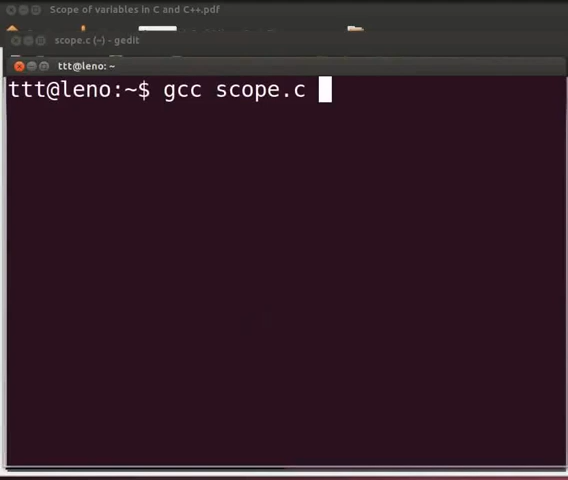 Scope of variables in C and C++.pdf
scope.c (~) - gedit
ttt@leno: ~
ttt@leno:~$ gcc scope.c